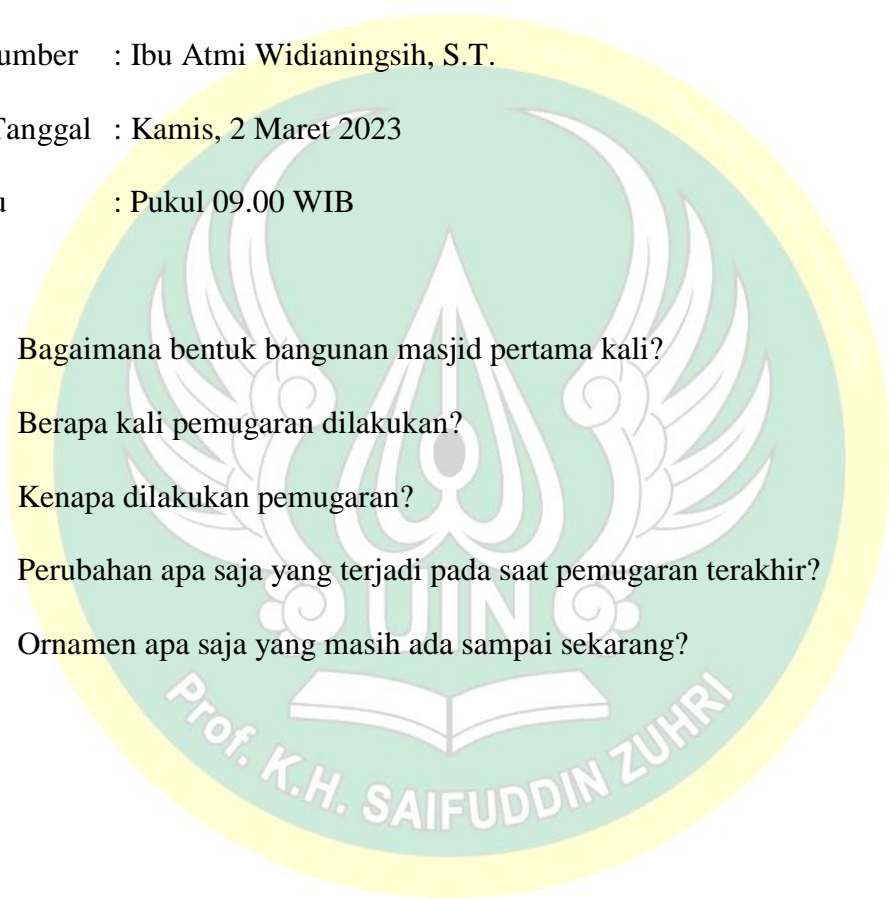 umber : Ibu Atmi Widianingsih, S.T.
Tanggal : Kamis, 2 Maret 2023
u : Pukul 09.00 WIB
Bagaimana bentuk bangunan masjid pertama kali?
Berapa kali pemugaran dilakukan?
Kenapa dilakukan pemugaran?
Perubahan apa saja yang terjadi pada saat pemugaran terakhir?
Ornamen apa saja yang masih ada sampai sekarang?
UIN
Prof. K.H. SAIFUDDIN ZUHRI